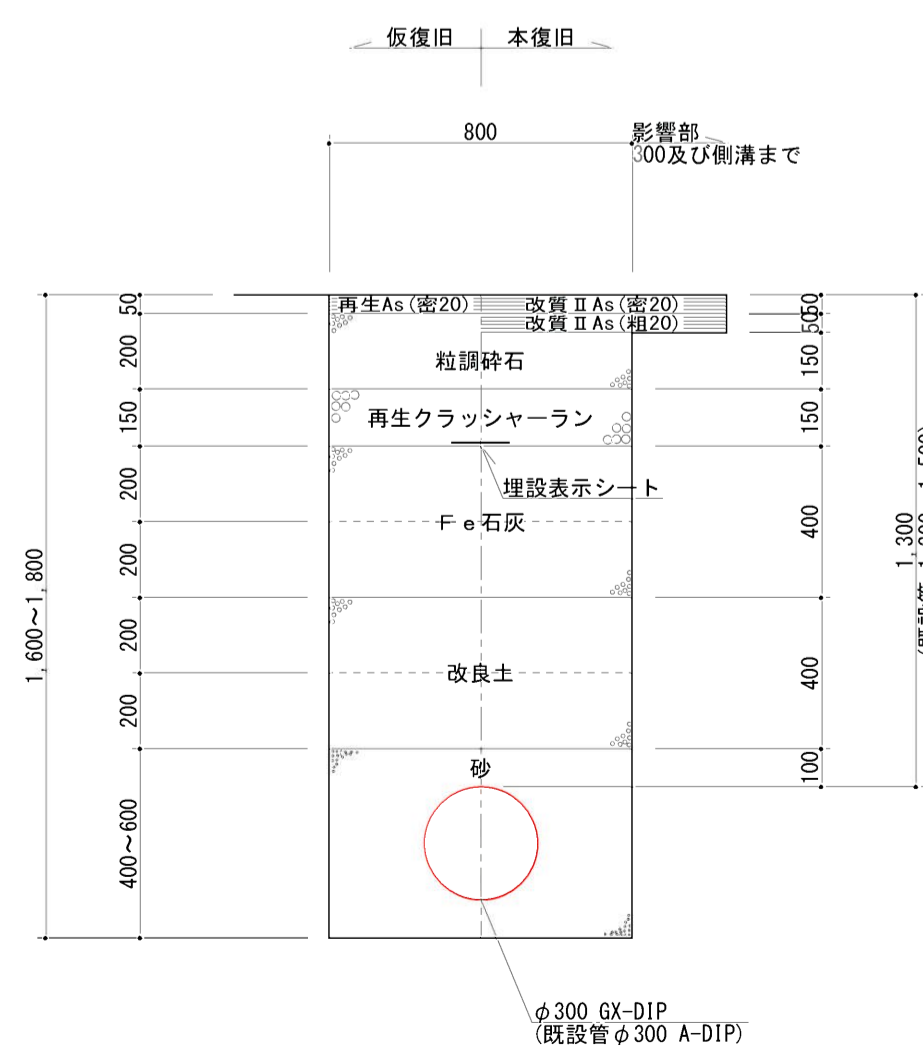 仮復旧 本復旧
800
影響部
300及び側溝まで
50
200
150
200
200
200
200
400~600
1,600~1,800
再生As(密20)
改質ⅡAs(密20)
改質ⅡAs(粗20)
粒調砕石
再生クラッシャーラン
埋設表示シート
Fe石灰
改良土
砂
50
50
150
150
400
400
100
1,300
φ300 GX-DIP
(既設管φ300 A-DIP)